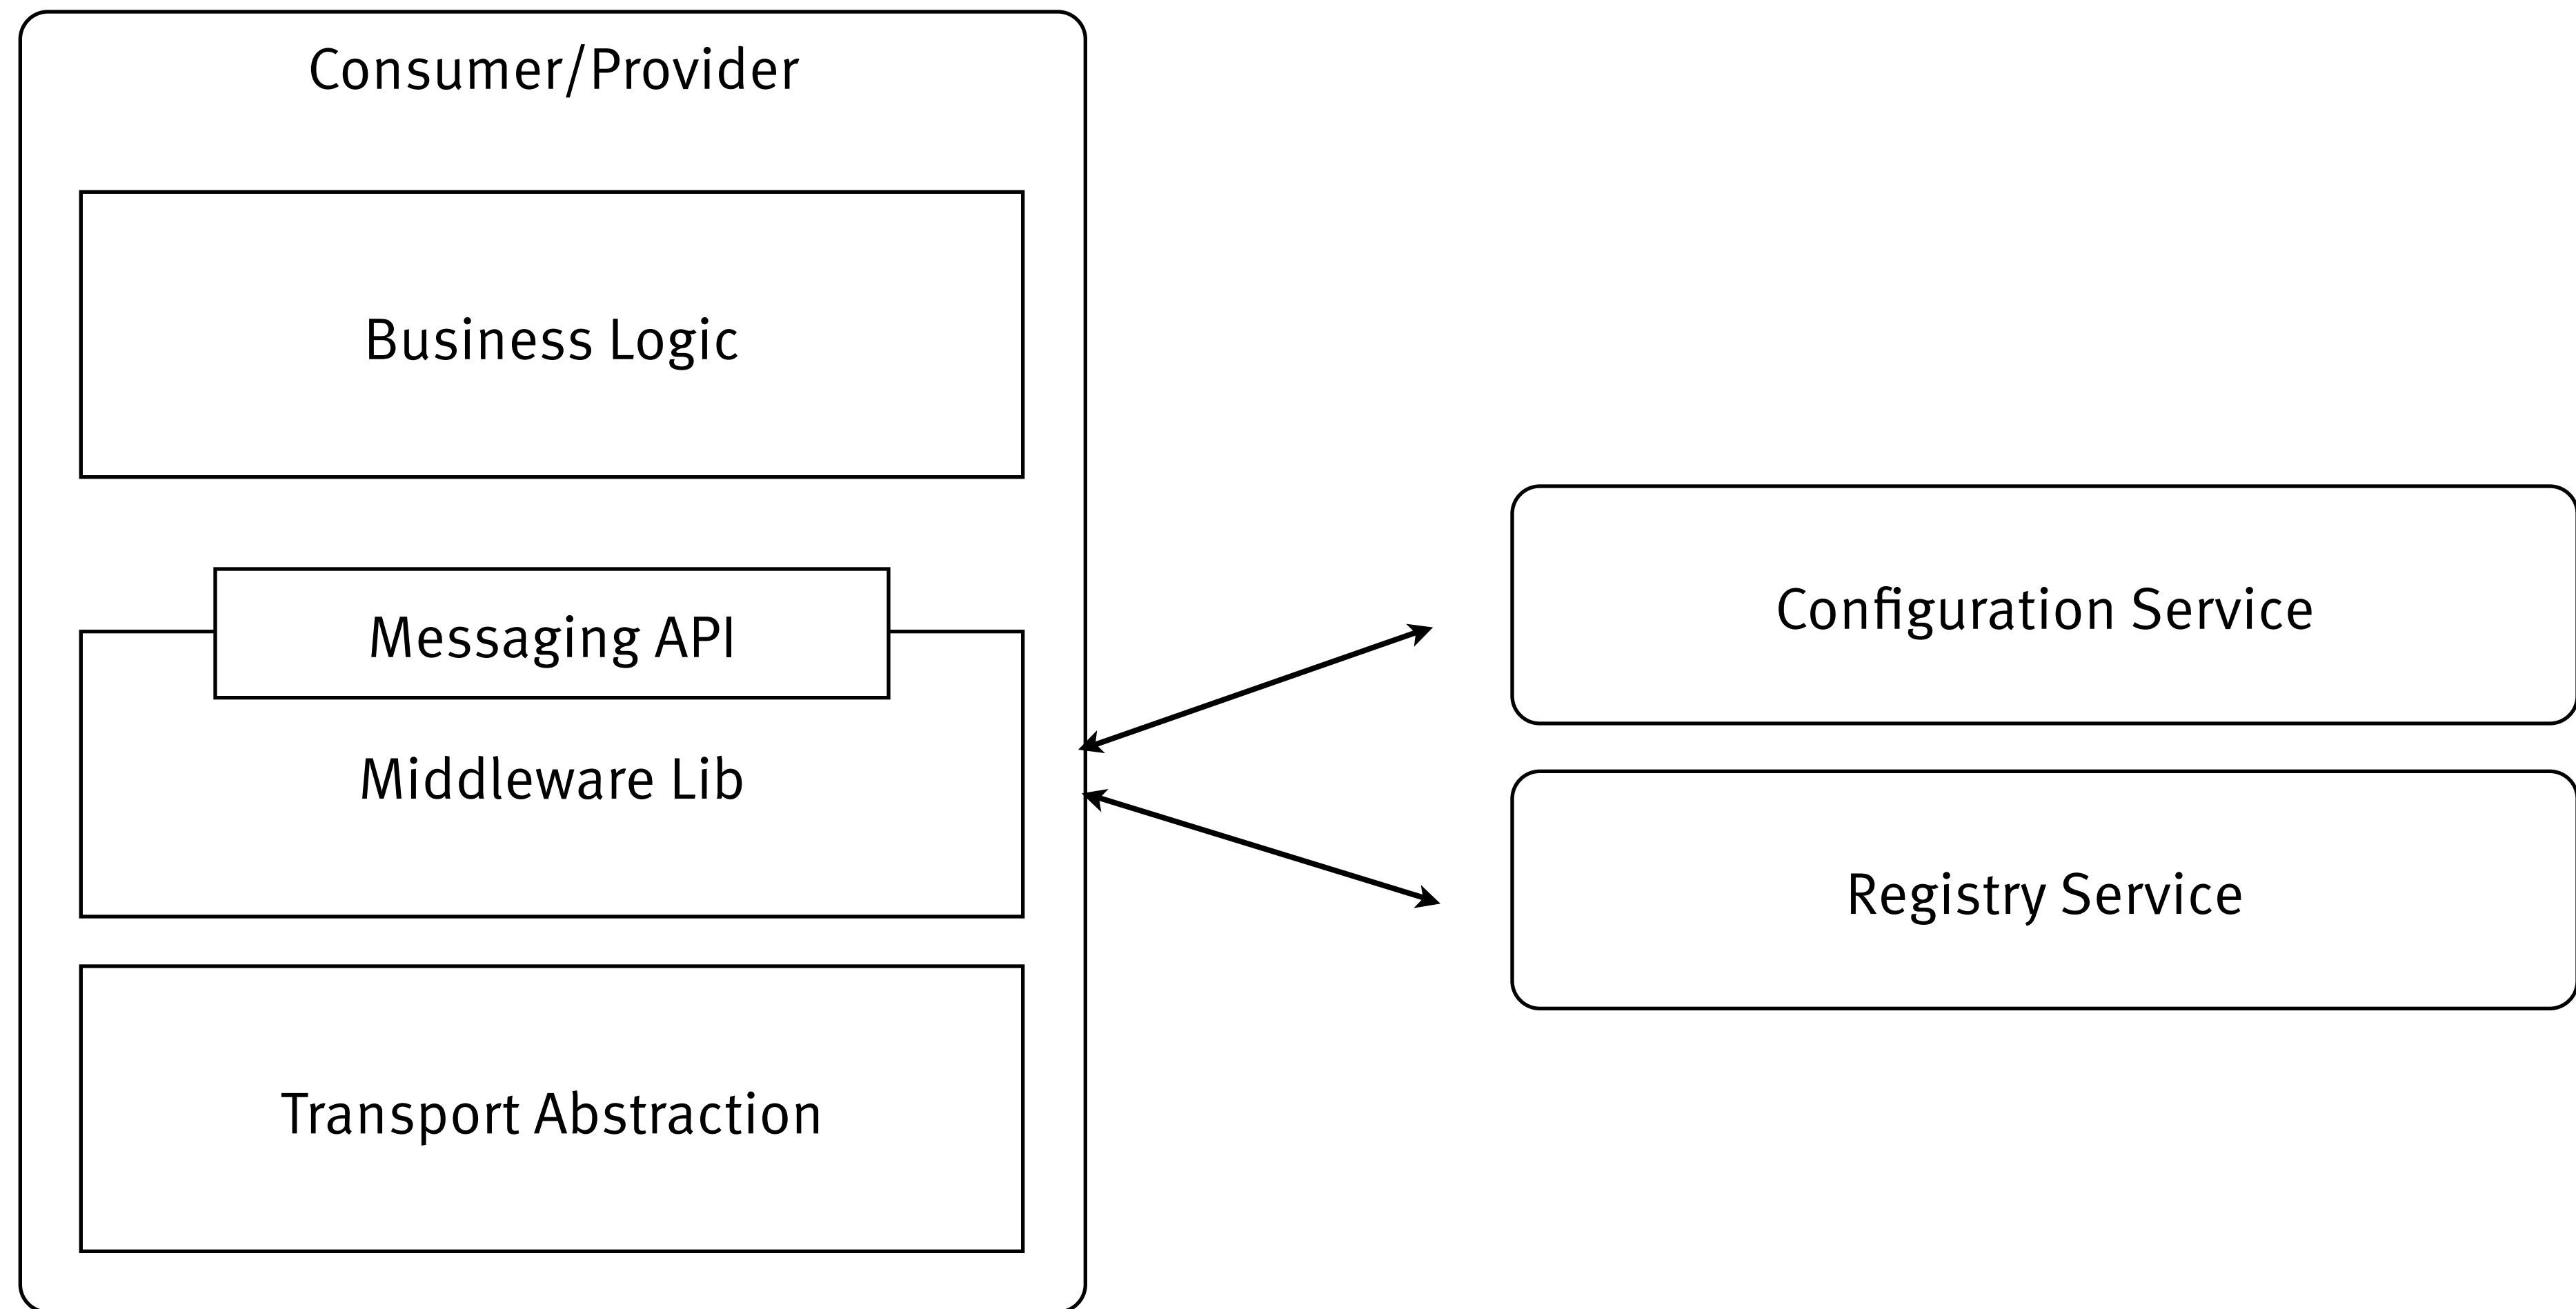 Consumer/Provider
Business Logic
Messaging API
Middleware Lib
Transport Abstraction
Configuration Service
Registry Service